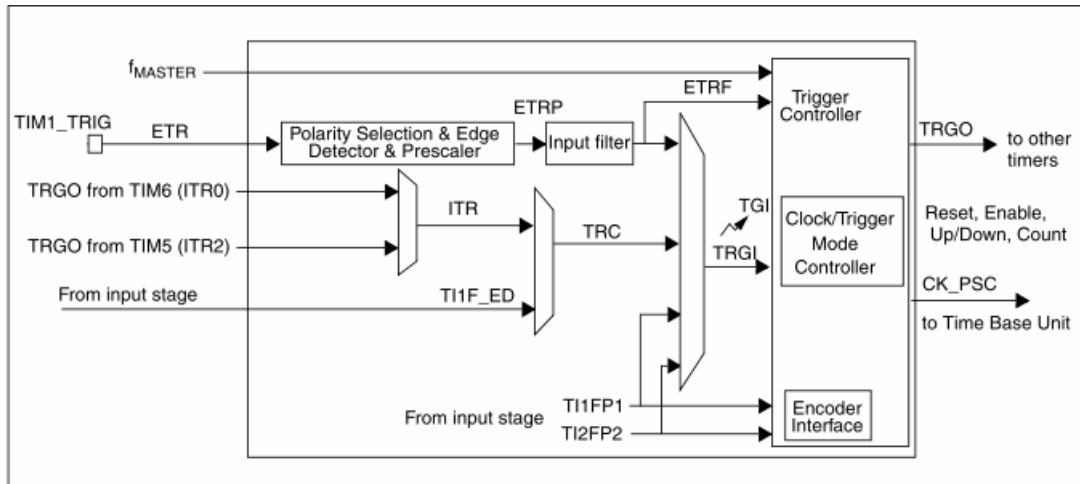 fMASTER
ETRF
Trigger
Controller
ETRP
TIM1_TRIG
ETR
Polarity Selection & Edge
Detector & Prescaler
Input filter
TRGO
to other
timers
TRGO from TIM6 (ITR0)
ITR
TRGO from TIM5 (ITR2)
TRC
TGI
TRGI
Clock/Trigger
Mode
Controller
Reset, Enable,
Up/Down, Count
From input stage
TI1F_ED
CK_PSC
to Time Base Unit
From input stage
TI1FP1
TI2FP2
Encoder
Interface